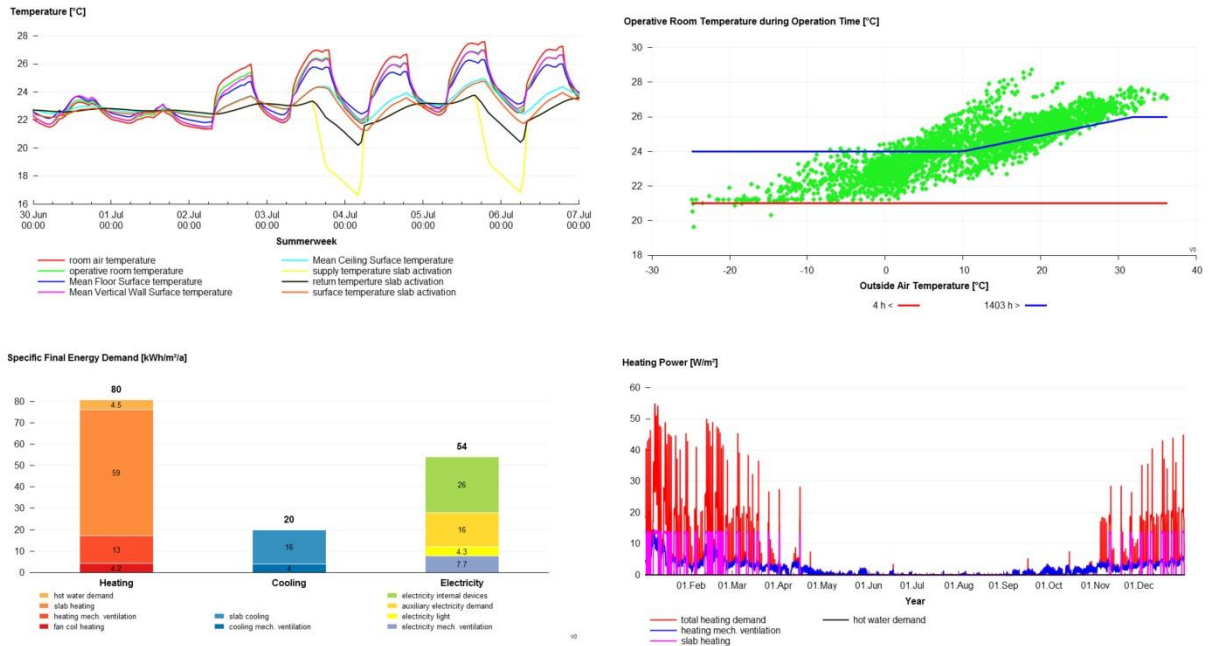 Temperature [°C]
28
26
24
22
20
18
16
30.Jun 01.Jul 02.Jul 03.Jul 04.Jul 05.Jul 06.Jul 07.Jul
00:00 00:00 00:00 00:00 00:00 00:00 00:00 00:00
Summerweek
room air temperature
operative room temperature
Mean Floor Surface temperature
Mean Vertical Wall Surface temperature
Mean Ceiling Surface temperature
supply temperature slab activation
return temperture slab activation
surface temperature slab activation
Operative Room Temperature during Operation Time [°C]
30
28
26
24
22
20
18
V0
-30 -20 -10 0 10 20 30 40
Outside Air Temperature [°C]
4 h < 1403 h >
Specific Final Energy Demand [kWh/m²/a]
80
70
60
50
40
30
20
10
0
80
4.5
59
13
4.2
20
16
4
54
26
16
4.3
7.7
Heating Cooling Electricity
hot water demand
slab heating
heating mech. ventilation
fan coil heating
slab cooling
cooling mech. ventilation
electricity internal devices
auxiliary electricity demand
electricity light
electricity mech. ventilation
V0
Heating Power [W/m²]
60
50
40
30
20
10
0
01.Feb 01.Mar 01.Apr 01.May 01.Jun 01.Jul 01.Aug 01.Sep 01.Oct 01.Nov 01.Dec
Year
total heating demand
heating mech. ventilation
slab heating
hot water demand